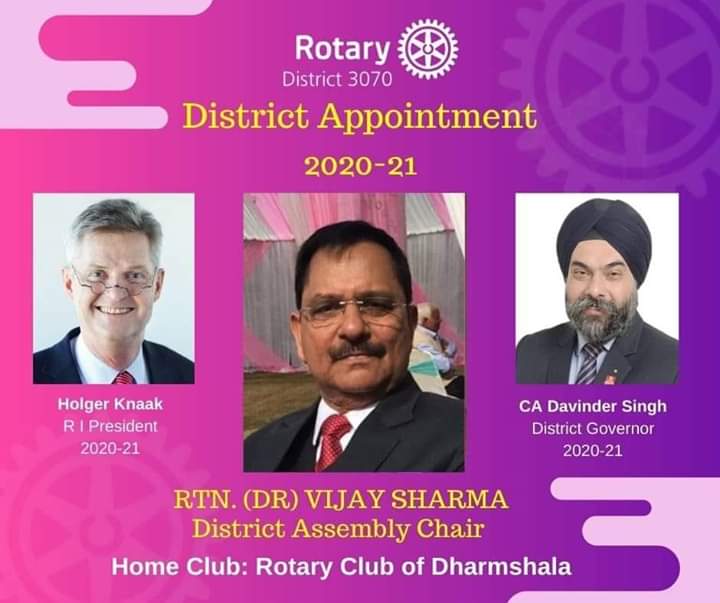 Rotary
District 3070
District Appointment
2020-21
Holger Knaak
R I President
2020-21
CA Davinder Singh
District Governor
2020-21
RTN. (DR) VIJAY SHARMA
District Assembly Chair
Home Club: Rotary Club of Dharmshala